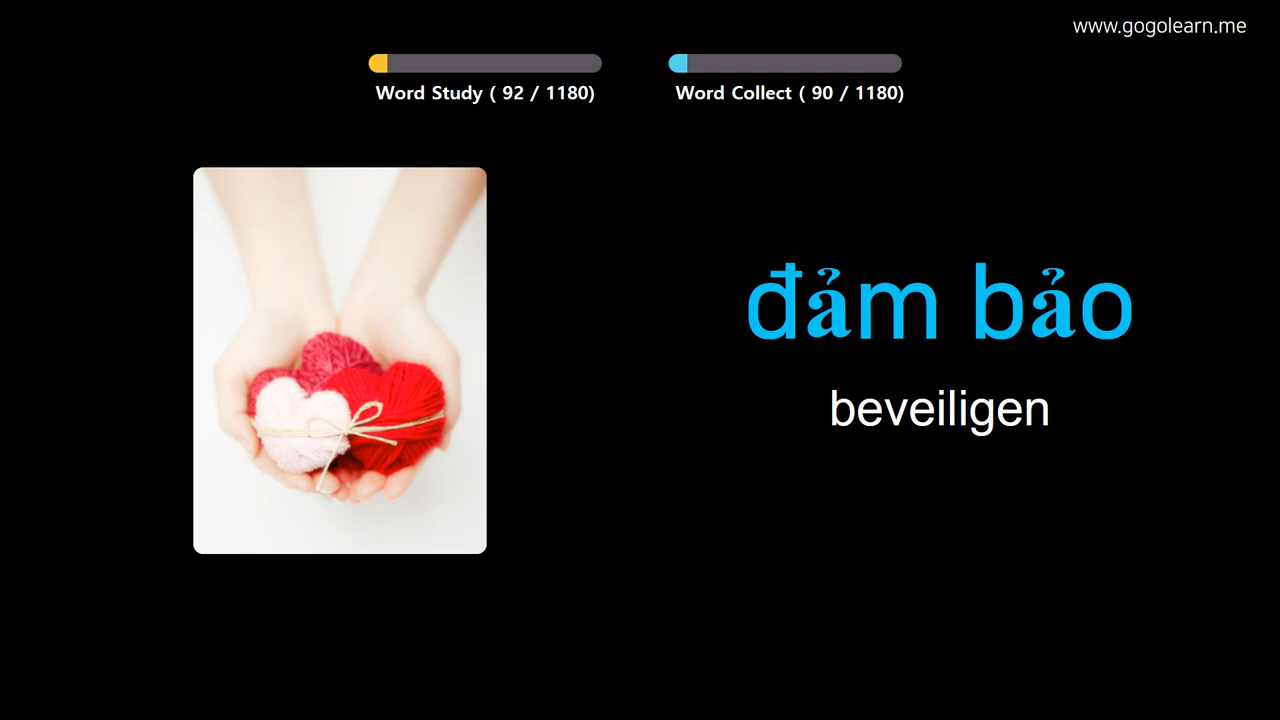 www.gogolearn.me
Word Study ( 92 / 1180)
Word Collect ( 90 / 1180)
đảm bảo
beveiligen